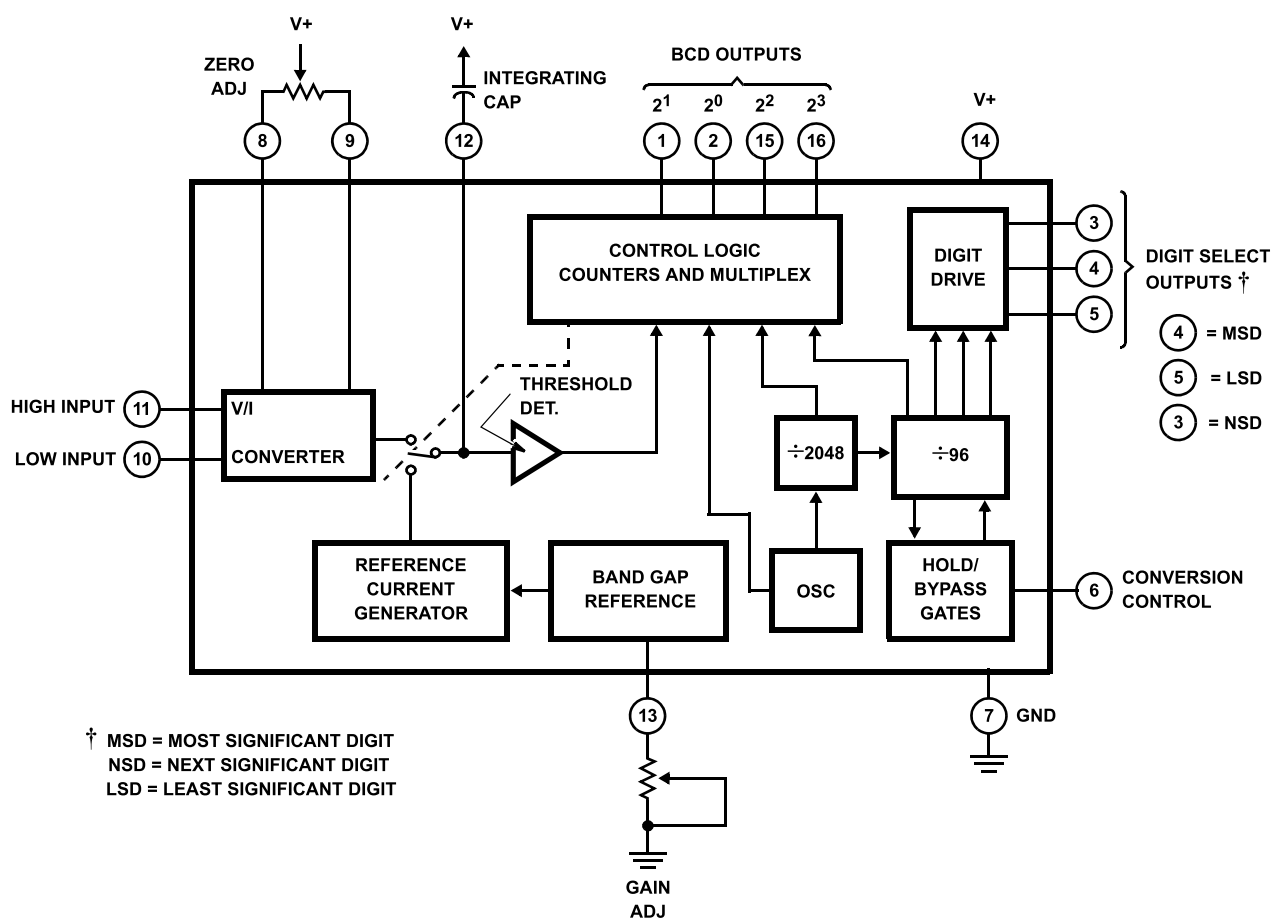 V+
V+
ZERO
ADJ
INTEGRATING
CAP
BCD OUTPUTS
2¹ 2⁰ 2² 2³
V+
8 9 12 1 2 15 16 14
CONTROL LOGIC
COUNTERS AND MULTIPLEX
DIGIT
DRIVE
3
4
5
DIGIT SELECT
OUTPUTS †
4 = MSD
5 = LSD
3 = NSD
THRESHOLD
DET.
HIGH INPUT 11
LOW INPUT 10
V/I
CONVERTER
÷2048
÷96
REFERENCE
CURRENT
GENERATOR
BAND GAP
REFERENCE
OSC
HOLD/
BYPASS
GATES
6
CONVERSION
CONTROL
13
7 GND
† MSD = MOST SIGNIFICANT DIGIT
NSD = NEXT SIGNIFICANT DIGIT
LSD = LEAST SIGNIFICANT DIGIT
GAIN
ADJ